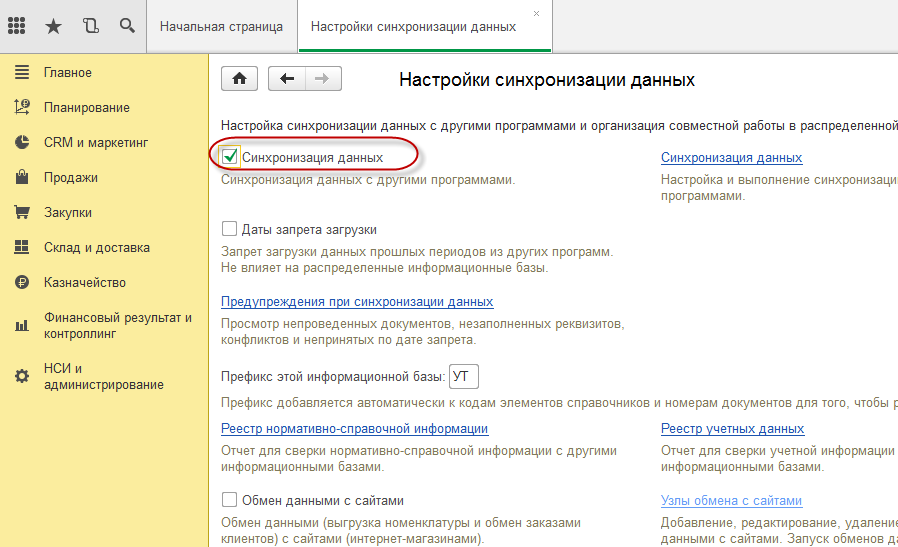 Начальная страница
Настройки синхронизации данных
Главное
Планирование
CRM и маркетинг
Продажи
Закупки
Склад и доставка
Казначейство
Финансовый результат и
контроллинг
НСИ и
администрирование
Настройки синхронизации данных
Настройка синхронизации данных с другими программами и организация совместной работы в распределенной
Синхронизация данных
Синхронизация данных с другими программами.
Синхронизация данных
Настройка и выполнение синхронизаци
программами.
Даты запрета загрузки
Запрет загрузки данных прошлых периодов из других программ.
Не влияет на распределенные информационные базы.
Предупреждения при синхронизации данных
Просмотр непроведенных документов, незаполненных реквизитов,
конфликтов и непринятых по дате запрета.
Префикс этой информационной базы: УТ
Префикс добавляется автоматически к кодам элементов справочников и номерам документов для того, чтобы р
Реестр нормативно-справочной информации
Отчет для сверки нормативно-справочной информации с другими
информационными базами.
Реестр учетных данных
Отчет для сверки учетной информации
информационными базами.
Обмен данными с сайтами
Обмен данными (выгрузка номенклатуры и обмен заказами
клиентов) с сайтами (интернет-магазинами).
Узлы обмена с сайтами
Добавление, редактирование, удаление
данными с сайтами. Запуск обменов да